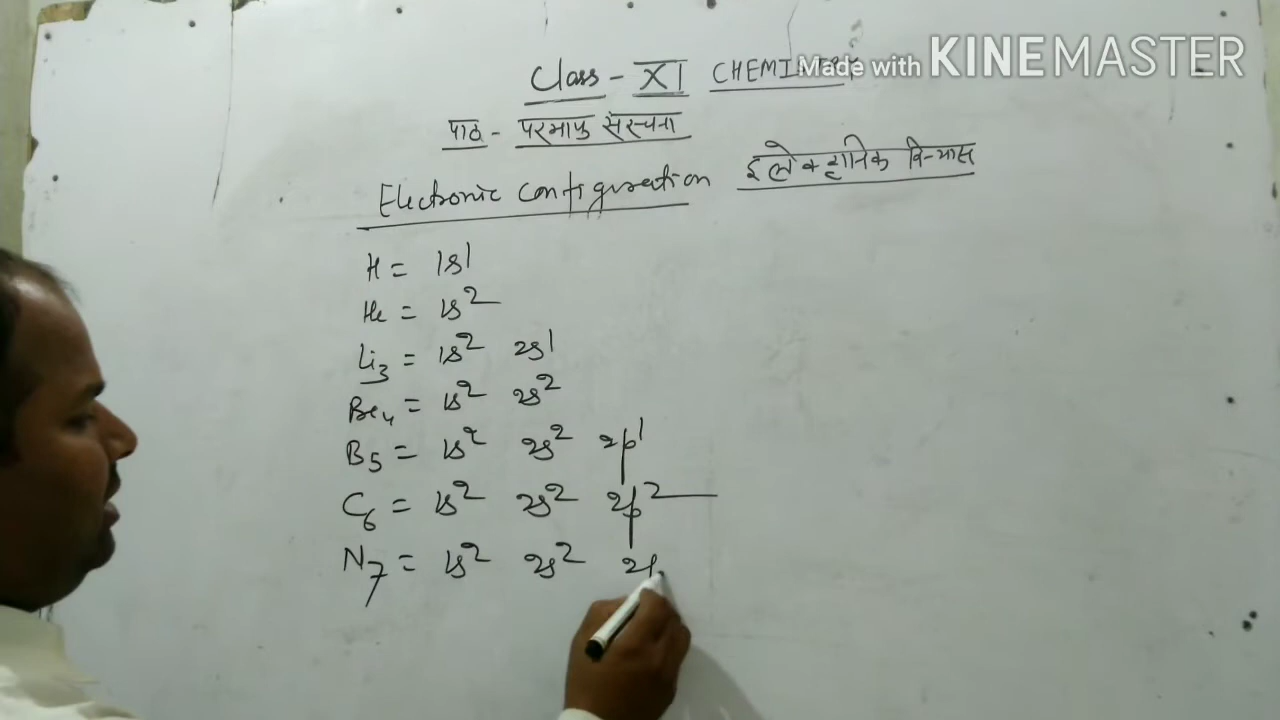 Class - XI CHEMISTRY
Made with KINEMASTER
पाठ - परमाणु संरचना
Electronic configuration इलेक्ट्रानिक विन्यास
H = 1s1
He = 1s²
Li₃ = 1s² 2s1
Be₄ = 1s² 2s²
B₅ = 1s² 2s² 2p¹
C₆ = 1s² 2s² 2p²
N₇ = 1s² 2s² 2p